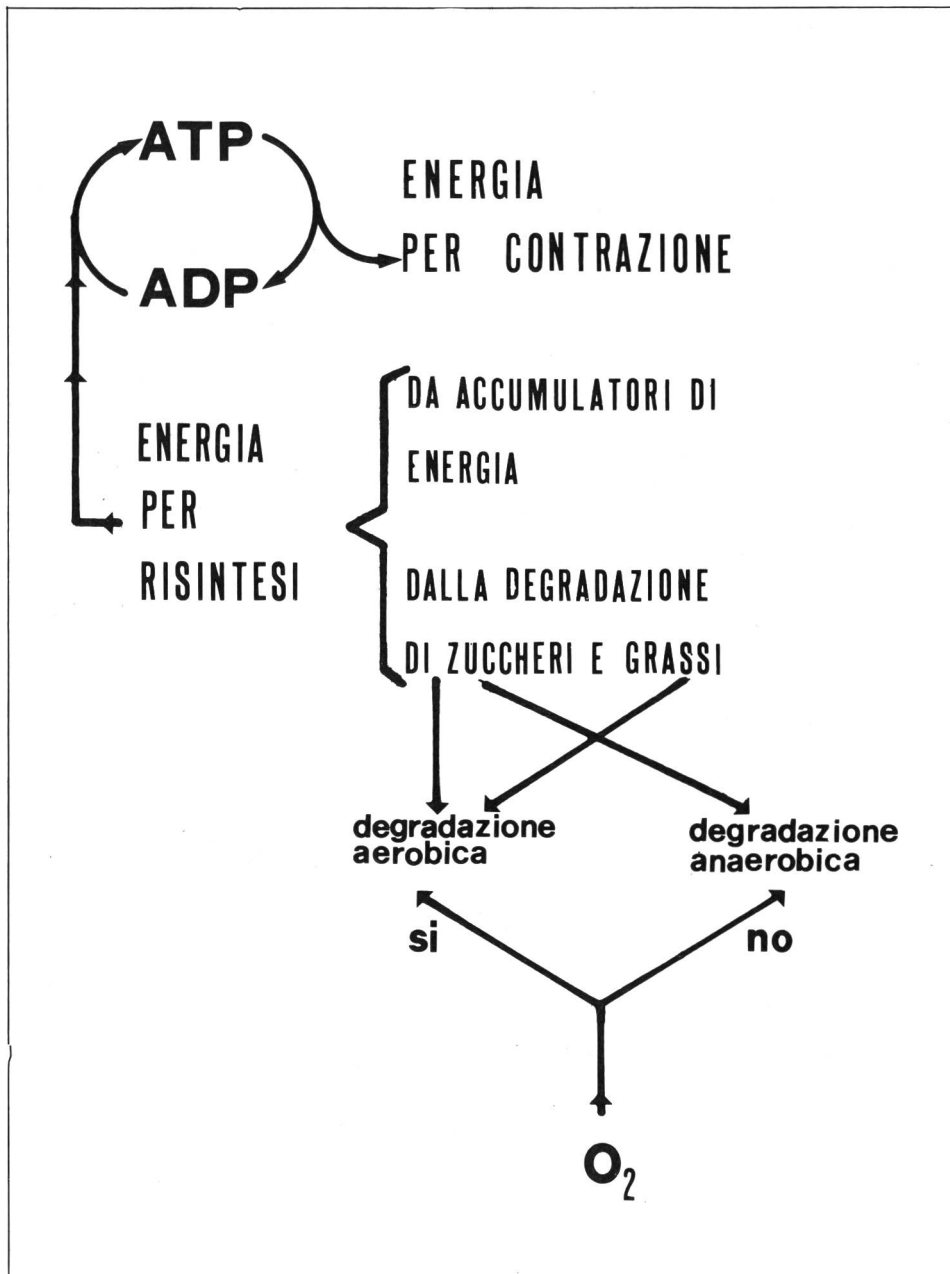 ATP
ENERGIA
PER CONTRAZIONE
ADP
DA ACCUMULATORI DI
ENERGIA
ENERGIA
PER
RISINTESI
DALLA DEGRADAZIONE
DI ZUCCHERI E GRASSI
degradazione
aerobica
degradazione
anaerobica
si
no
O₂